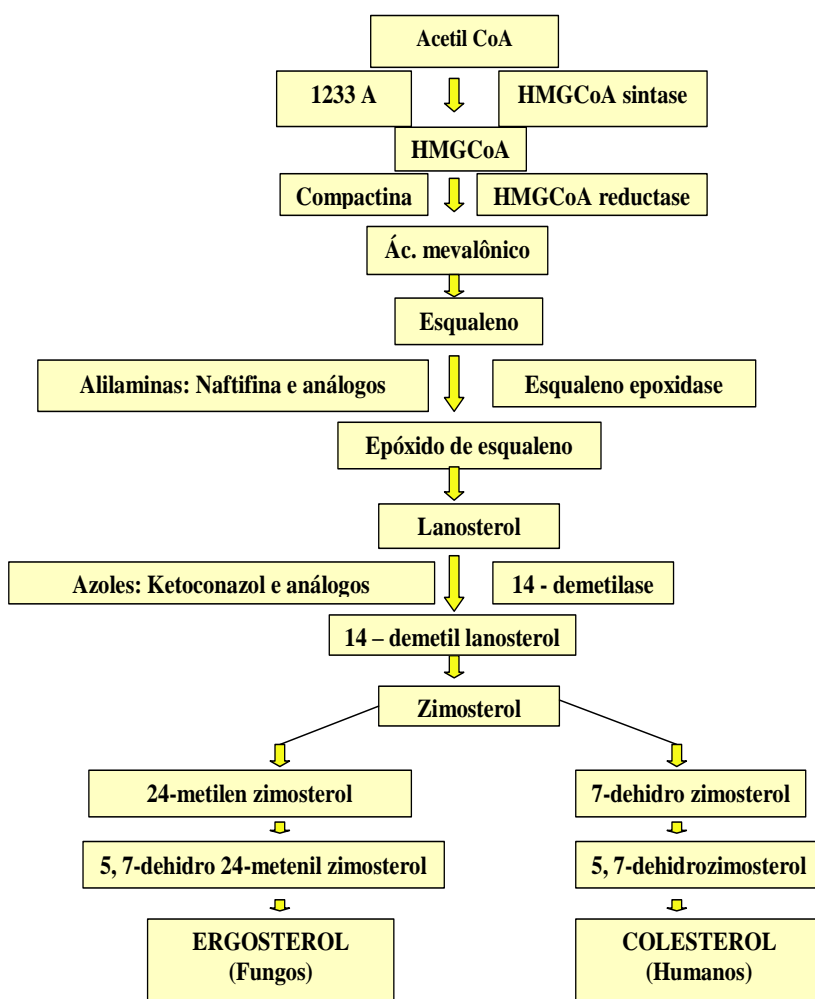 Acetil CoA
1233 A
HMGCoA sintase
HMGCoA
Compactina
HMGCoA reductase
Ác. mevalônico
Esqualeno
Alilaminas: Naftifina e análogos
Esqualeno epoxidase
Epóxido de esqualeno
Lanosterol
Azoles: Ketoconazol e análogos
14 - demetilase
14 – demetil lanosterol
Zimosterol
24-metilen zimosterol
7-dehidro zimosterol
5, 7-dehidro 24-metenil zimosterol
5, 7-dehidrozimosterol
ERGOSTEROL
(Fungos)
COLESTEROL
(Humanos)